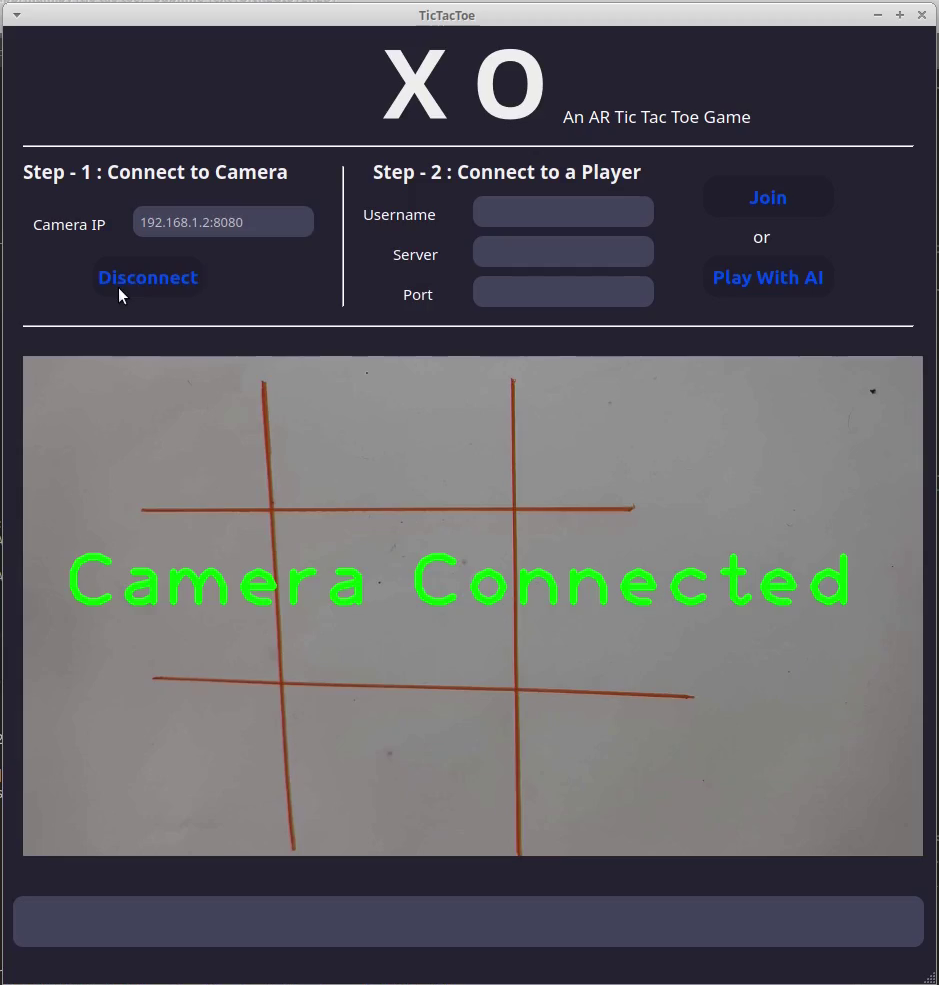 TicTacToe
X O
An AR Tic Tac Toe Game
Step - 1 : Connect to Camera
Camera IP
192.168.1.2:8080
Disconnect
Step - 2 : Connect to a Player
Username
Server
Port
Join
or
Play With AI
Camera Connected